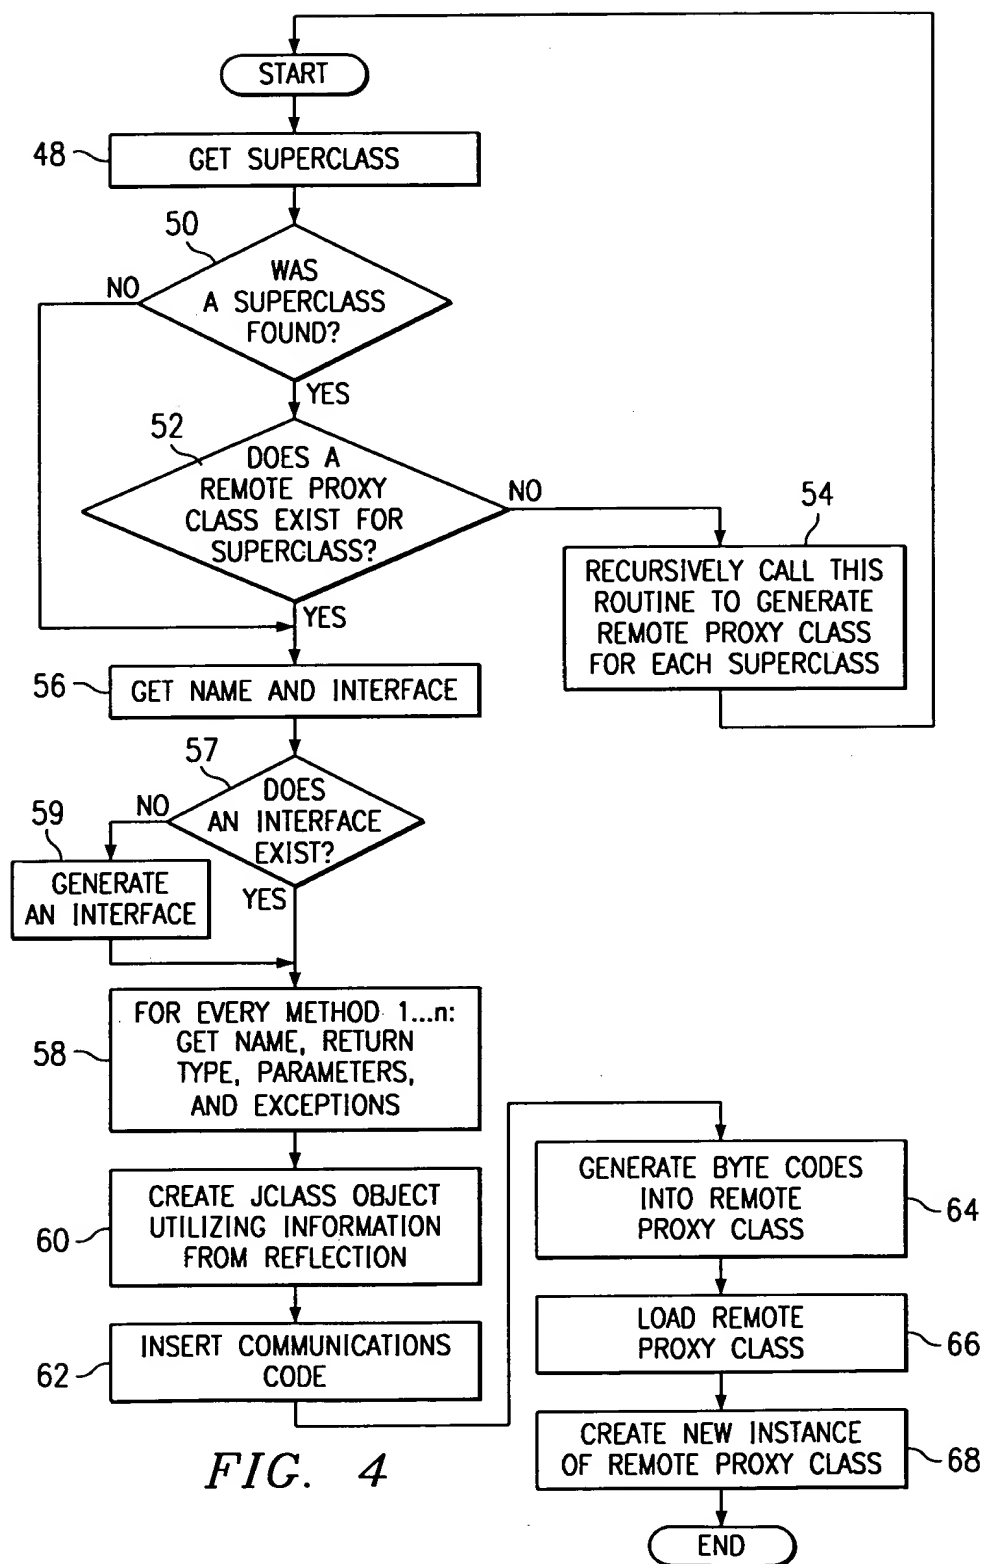 START
48
GET SUPERCLASS
50
WAS
A SUPERCLASS
FOUND?
NO
YES
52
DOES A
REMOTE PROXY
CLASS EXIST FOR
SUPERCLASS?
NO
YES
54
RECURSIVELY CALL THIS
ROUTINE TO GENERATE
REMOTE PROXY CLASS
FOR EACH SUPERCLASS
56
GET NAME AND INTERFACE
57
DOES
AN INTERFACE
EXIST?
NO
YES
59
GENERATE
AN INTERFACE
58
FOR EVERY METHOD 1...n:
GET NAME, RETURN
TYPE, PARAMETERS,
AND EXCEPTIONS
60
CREATE JCLASS OBJECT
UTILIZING INFORMATION
FROM REFLECTION
62
INSERT COMMUNICATIONS
CODE
GENERATE BYTE CODES
INTO REMOTE
PROXY CLASS
64
LOAD REMOTE
PROXY CLASS
66
CREATE NEW INSTANCE
OF REMOTE PROXY CLASS
68
END
FIG. 4